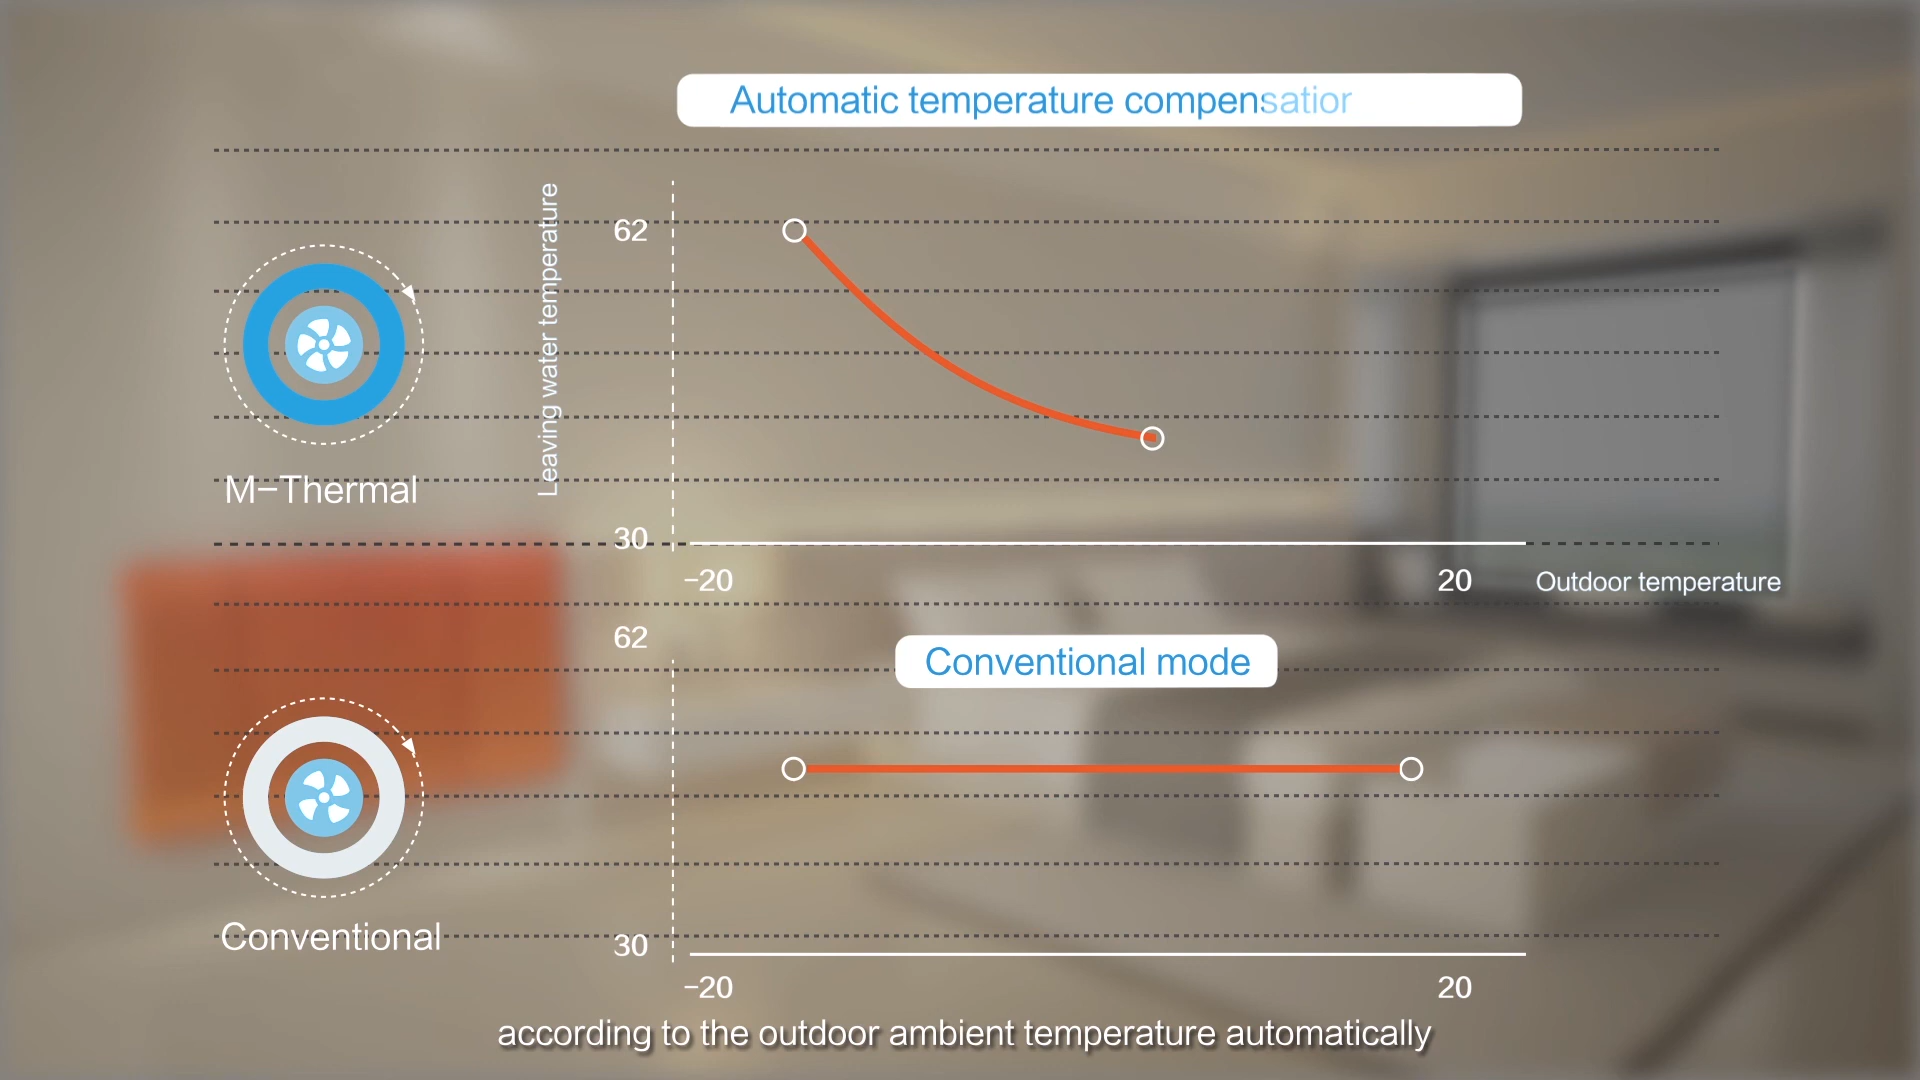 Automatic temperature compensatior
Leaving water temperature
62
30
−20
20
Outdoor temperature
M−Thermal
Conventional mode
62
30
−20
20
Conventional
according to the outdoor ambient temperature automatically